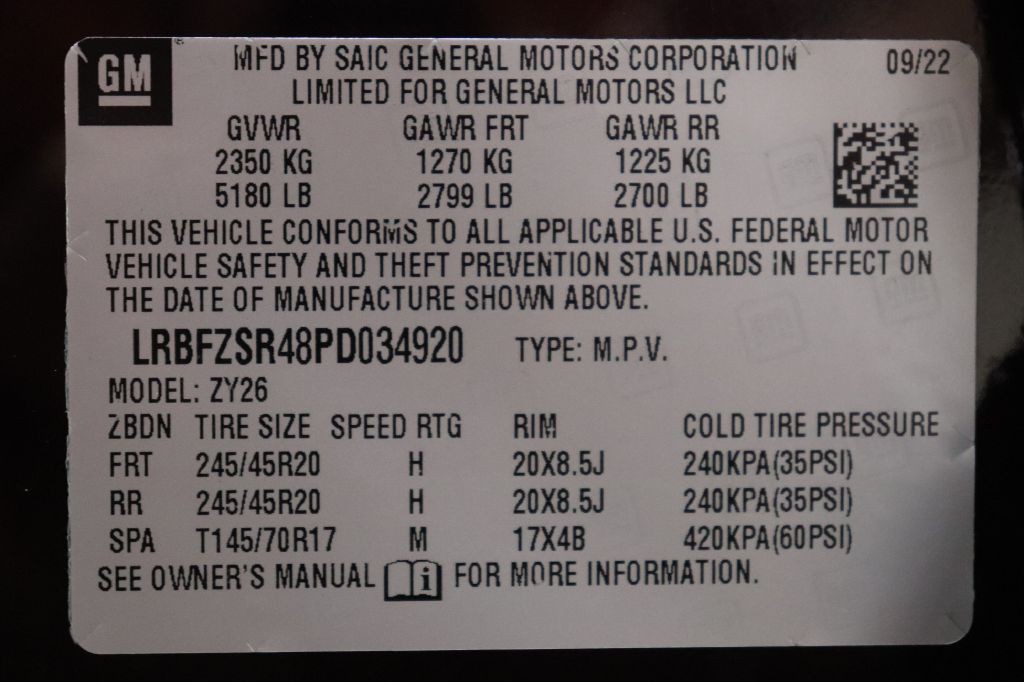 GM
MFD BY SAIC GENERAL MOTORS CORPORATION 09/22
LIMITED FOR GENERAL MOTORS LLC
GVWR GAWR FRT GAWR RR
2350 KG 1270 KG 1225 KG
5180 LB 2799 LB 2700 LB
THIS VEHICLE CONFORMS TO ALL APPLICABLE U.S. FEDERAL MOTOR
VEHICLE SAFETY AND THEFT PREVENTION STANDARDS IN EFFECT ON
THE DATE OF MANUFACTURE SHOWN ABOVE.
LRBFZSR48PD034920 TYPE: M.P.V.
MODEL: ZY26
ZBDN TIRE SIZE SPEED RTG RIM COLD TIRE PRESSURE
FRT 245/45R20 H 20X8.5J 240KPA(35PSI)
RR 245/45R20 H 20X8.5J 240KPA(35PSI)
SPA T145/70R17 M 17X4B 420KPA(60PSI)
SEE OWNER'S MANUAL i FOR MORE INFORMATION.